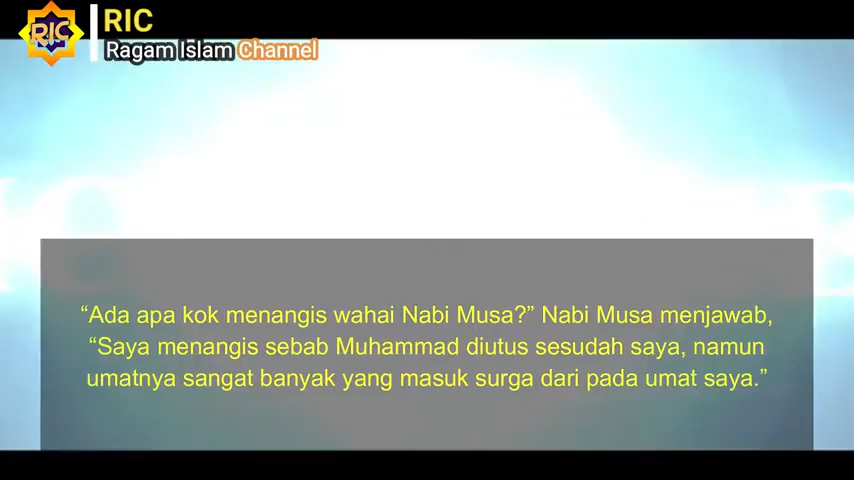 RIC
RIC
Ragam Islam Channel
“Ada apa kok menangis wahai Nabi Musa?” Nabi Musa menjawab,
“Saya menangis sebab Muhammad diutus sesudah saya, namun
umatnya sangat banyak yang masuk surga dari pada umat saya.”